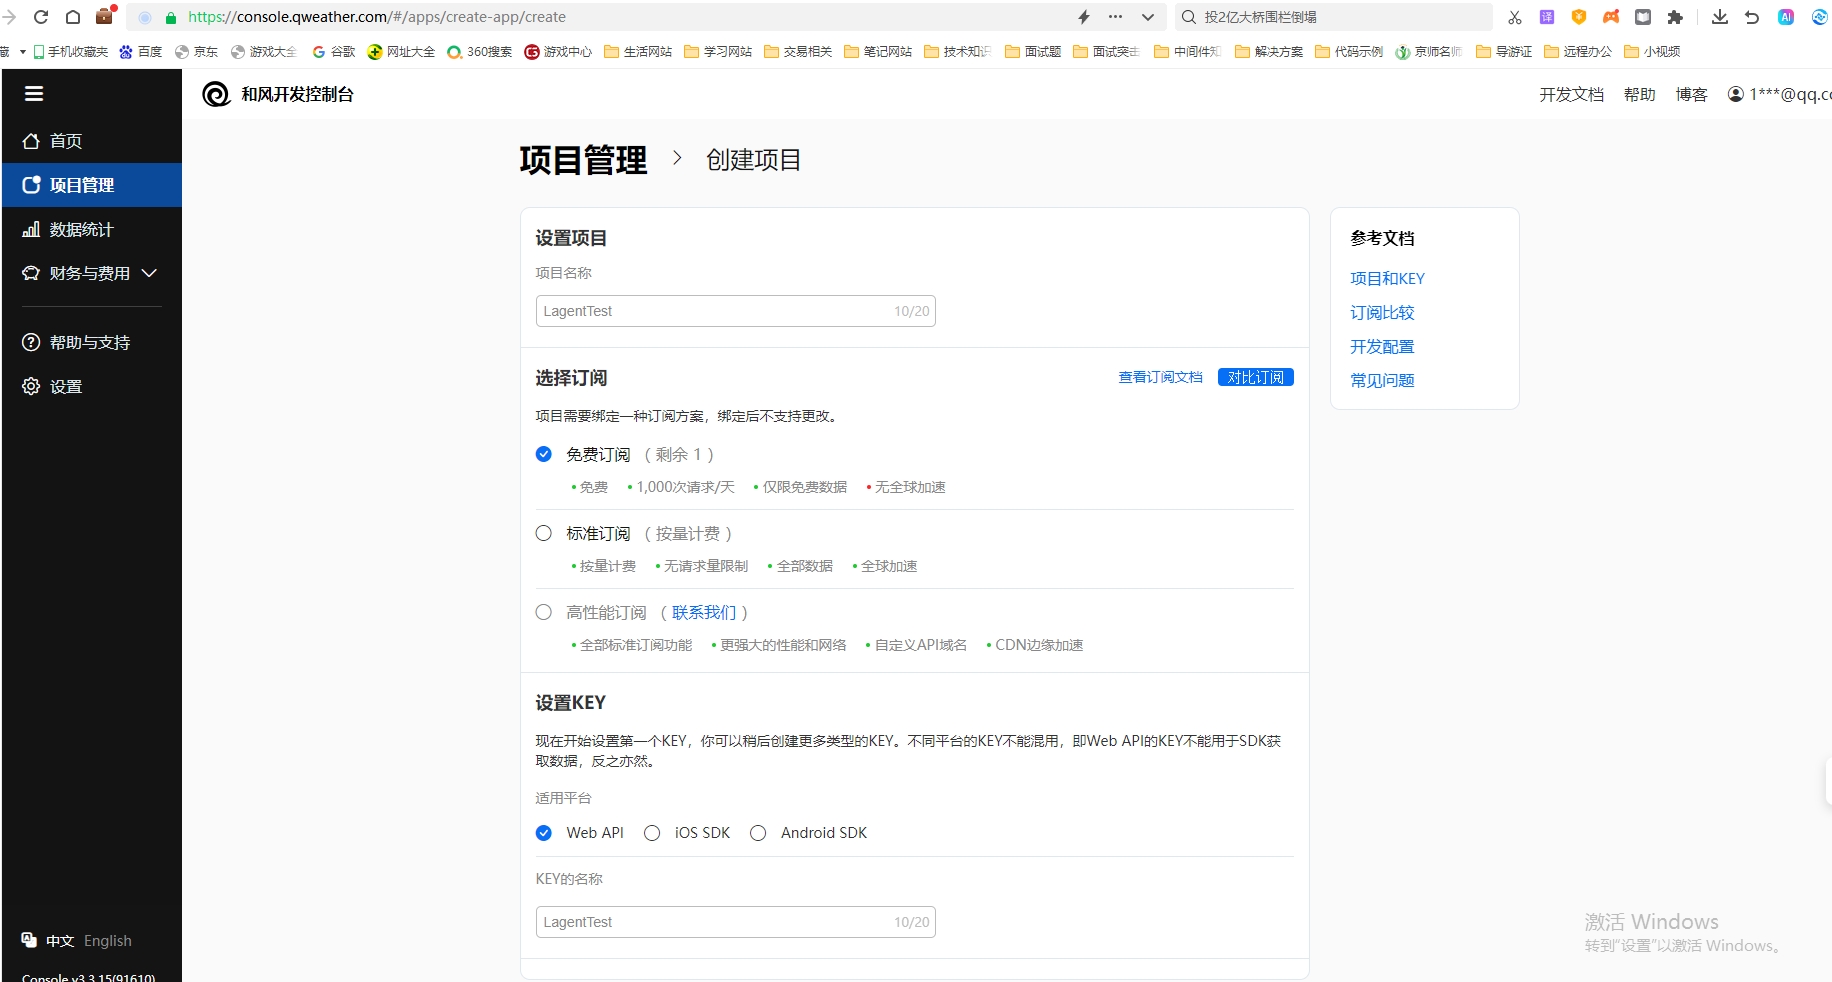 https://console.qweather.com/#/apps/create-app/create
投2亿大桥围栏倒塌
藏
手机收藏夹
百度
京东
游戏大全
谷歌
网址大全
360搜索
游戏中心
生活网站
学习网站
交易相关
笔记网站
技术知识
面试题
面试突击
中间件知
解决方案
代码示例
京师名师
导游证
远程办公
小视频
和风开发控制台
开发文档
帮助
博客
1***@qq.co
首页
项目管理
数据统计
财务与费用
帮助与支持
设置
中文 English
Console v3.3.15(91610)
项目管理 > 创建项目
设置项目
项目名称
LagentTest 10/20
选择订阅
查看订阅文档 对比订阅
项目需要绑定一种订阅方案，绑定后不支持更改。
免费订阅 （ 剩余 1 ）
• 免费 • 1,000次请求/天 • 仅限免费数据 • 无全球加速
标准订阅 （ 按量计费 ）
• 按量计费 • 无请求量限制 • 全部数据 • 全球加速
高性能订阅 （ 联系我们 ）
• 全部标准订阅功能 • 更强大的性能和网络 • 自定义API域名 • CDN边缘加速
设置KEY
现在开始设置第一个KEY，你可以稍后创建更多类型的KEY。不同平台的KEY不能混用，即Web API的KEY不能用于SDK获
取数据，反之亦然。
适用平台
Web API iOS SDK Android SDK
KEY的名称
LagentTest 10/20
参考文档
项目和KEY
订阅比较
开发配置
常见问题
激活 Windows
转到"设置"以激活 Windows。